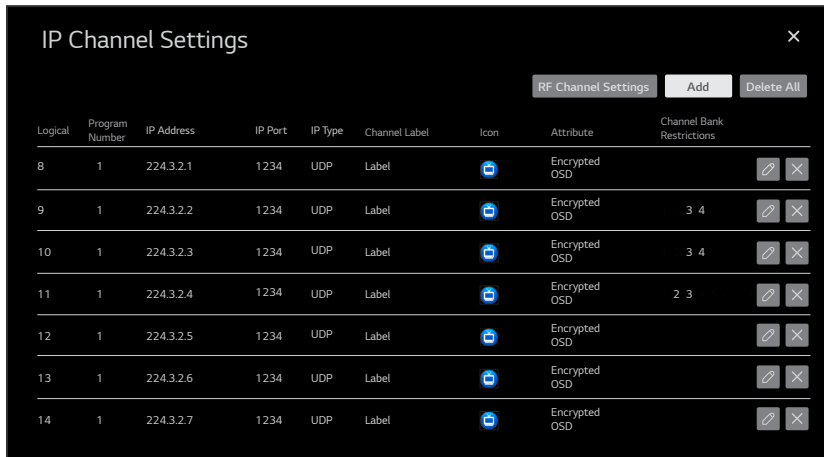 IP Channel Settings
RF Channel Settings Add Delete All
Logical Program Number IP Address IP Port IP Type Channel Label Icon Attribute Channel Bank Restrictions
8 1 224.3.2.1 1234 UDP Label Encrypted OSD
9 1 224.3.2.2 1234 UDP Label Encrypted OSD 3 4
10 1 224.3.2.3 1234 UDP Label Encrypted OSD 3 4
11 1 224.3.2.4 1234 UDP Label Encrypted OSD 2 3
12 1 224.3.2.5 1234 UDP Label Encrypted OSD
13 1 224.3.2.6 1234 UDP Label Encrypted OSD
14 1 224.3.2.7 1234 UDP Label Encrypted OSD